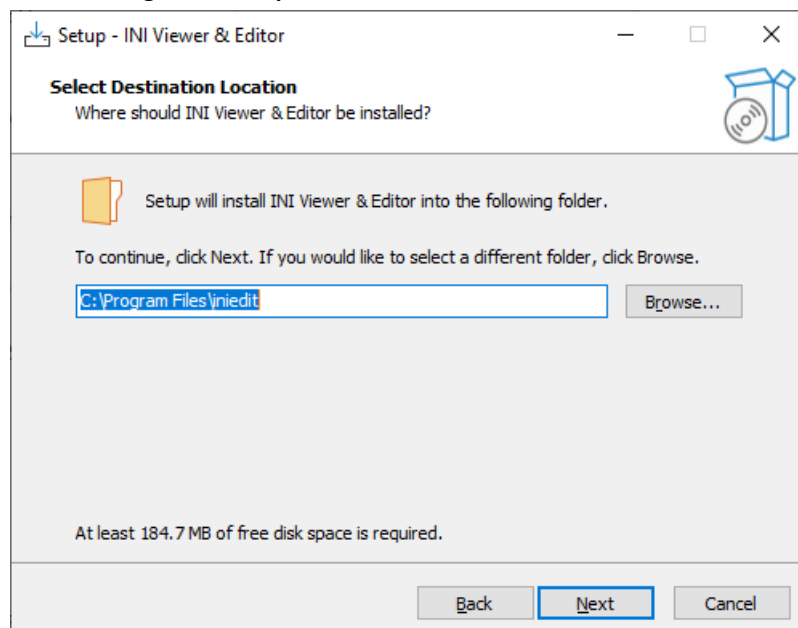 Setup - INI Viewer & Editor
Select Destination Location
Where should INI Viewer & Editor be installed?
Setup will install INI Viewer & Editor into the following folder.
To continue, click Next. If you would like to select a different folder, click Browse.
C:\Program Files\iniedit
Browse...
At least 184.7 MB of free disk space is required.
Back Next Cancel